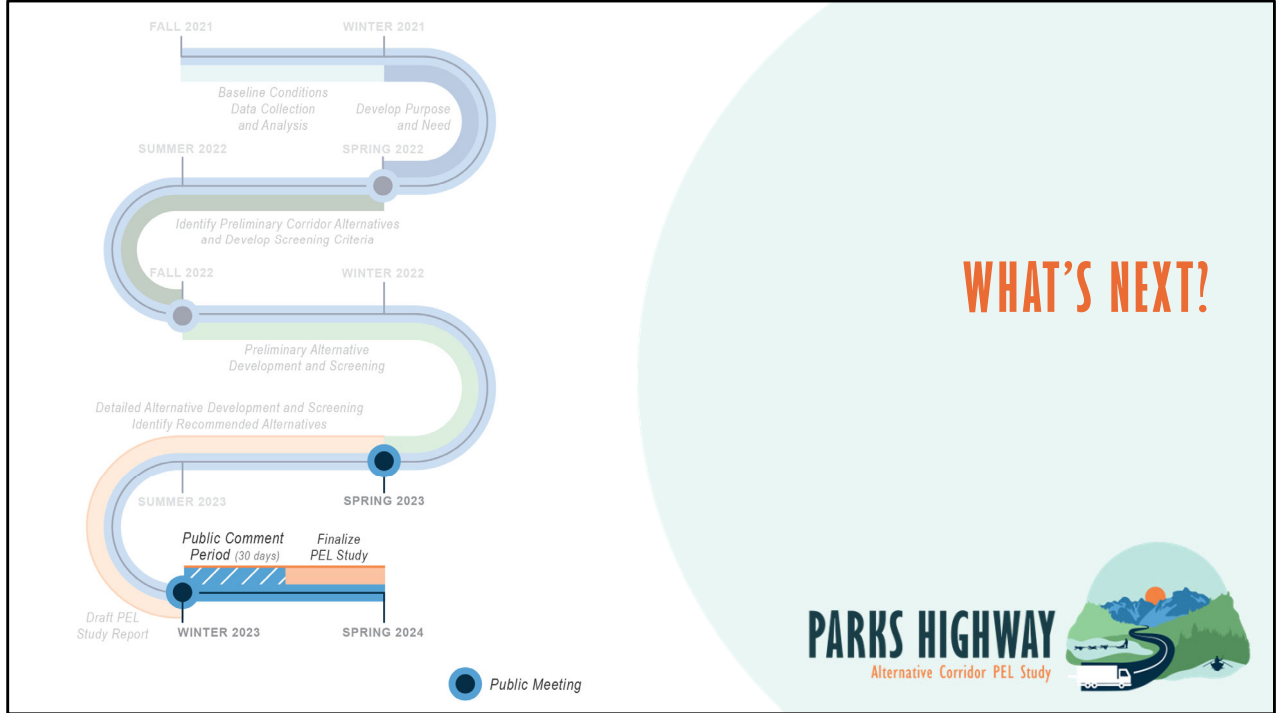 FALL 2021
WINTER 2021
Baseline Conditions
Data Collection
and Analysis
Develop Purpose
and Need
SUMMER 2022
SPRING 2022
Identify Preliminary Corridor Alternatives
and Develop Screening Criteria
FALL 2022
WINTER 2022
Preliminary Alternative
Development and Screening
Detailed Alternative Development and Screening
Identify Recommended Alternatives
SUMMER 2023
SPRING 2023
Public Comment
Period (30 days)
Finalize
PEL Study
Draft PEL
Study Report
WINTER 2023
SPRING 2024
Public Meeting
WHAT'S NEXT?
PARKS HIGHWAY
Alternative Corridor PEL Study